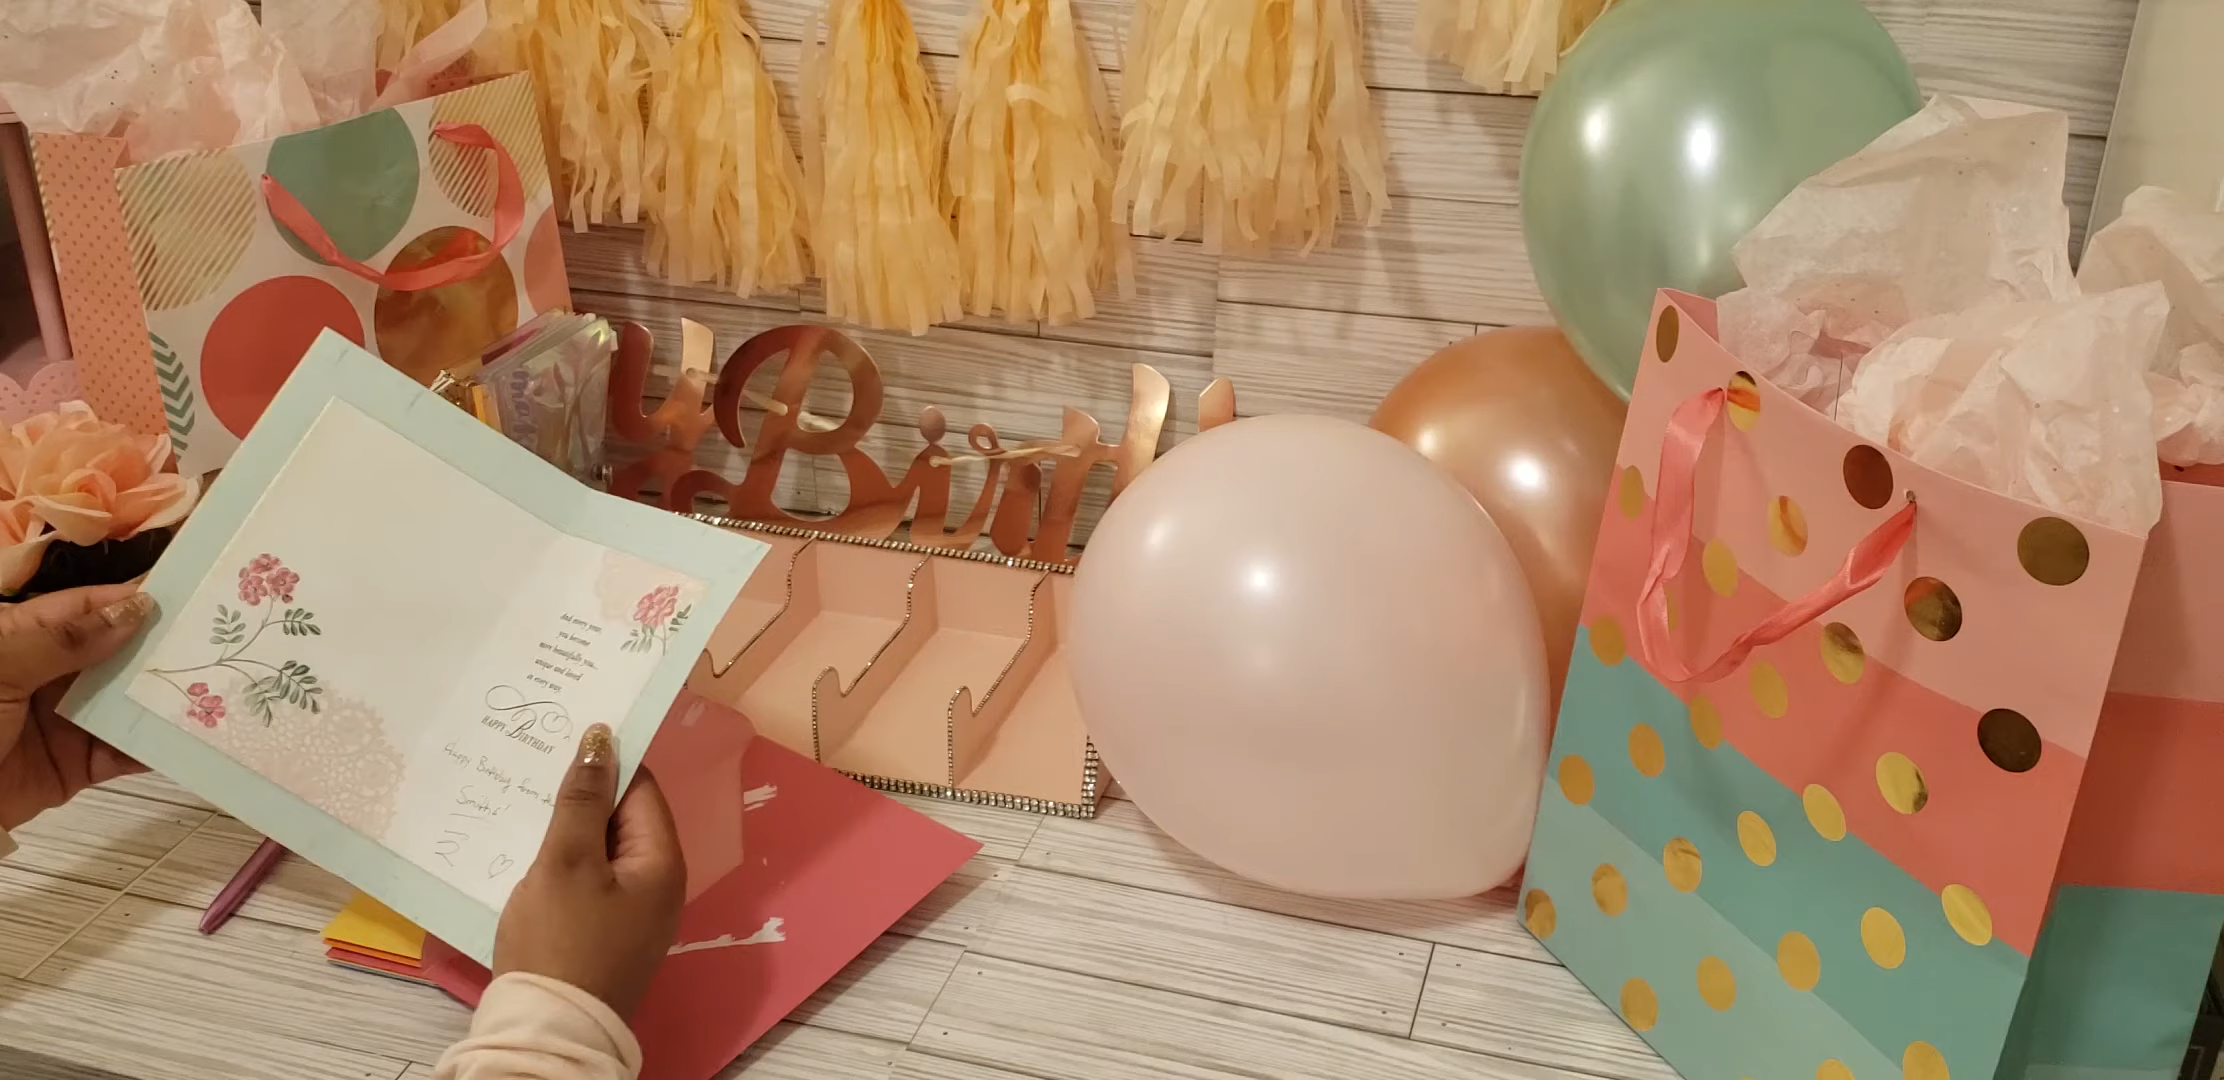 y Birt
And every year,
you become
more beautifully you...
unique and loved
in every way.
HAPPY
BIRTHDAY
Happy Birthday from the
Smiths!